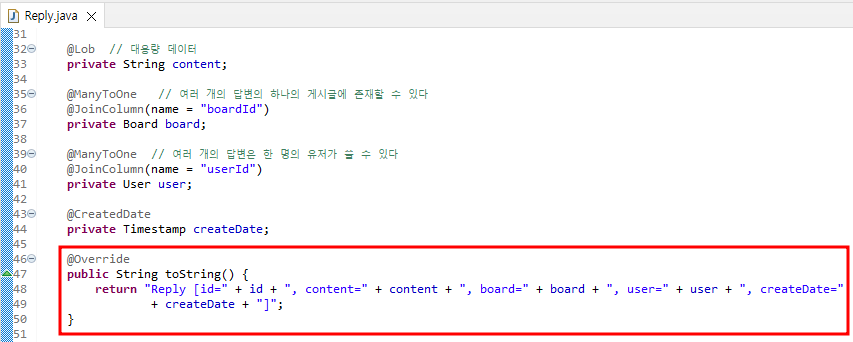 Reply.java
31
32 @Lob // 대용량 데이터
33 private String content;
34
35 @ManyToOne // 여러 개의 답변의 하나의 게시글에 존재할 수 있다
36 @JoinColumn(name = "boardId")
37 private Board board;
38
39 @ManyToOne // 여러 개의 답변은 한 명의 유저가 쓸 수 있다
40 @JoinColumn(name = "userId")
41 private User user;
42
43 @CreatedDate
44 private Timestamp createDate;
45
46 @Override
47 public String toString() {
48 return "Reply [id=" + id + ", content=" + content + ", board=" + board + ", user=" + user + ", createDate="
49 + createDate + "]";
50 }
51